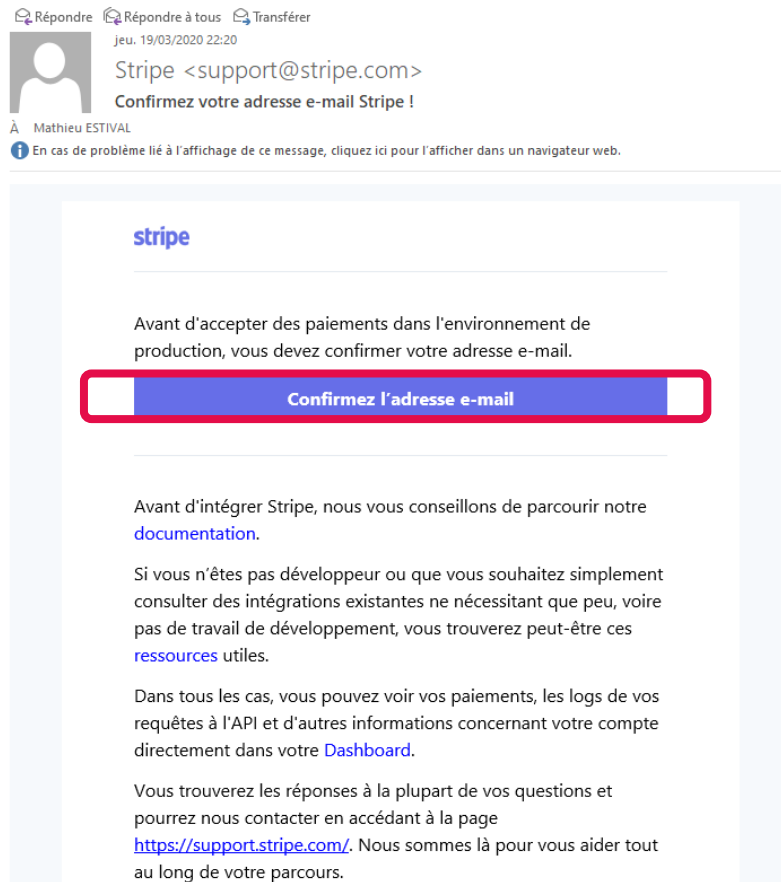 Répondre Répondre à tous Transférer
jeu. 19/03/2020 22:20
Stripe <support@stripe.com>
Confirmez votre adresse e-mail Stripe !
À Mathieu ESTIVAL
En cas de problème lié à l'affichage de ce message, cliquez ici pour l'afficher dans un navigateur web.
stripe
Avant d'accepter des paiements dans l'environnement de
production, vous devez confirmer votre adresse e-mail.
Confirmez l'adresse e-mail
Avant d'intégrer Stripe, nous vous conseillons de parcourir notre
documentation.
Si vous n'êtes pas développeur ou que vous souhaitez simplement
consulter des intégrations existantes ne nécessitant que peu, voire
pas de travail de développement, vous trouverez peut-être ces
ressources utiles.
Dans tous les cas, vous pouvez voir vos paiements, les logs de vos
requêtes à l'API et d'autres informations concernant votre compte
directement dans votre Dashboard.
Vous trouverez les réponses à la plupart de vos questions et
pourrez nous contacter en accédant à la page
https://support.stripe.com/. Nous sommes là pour vous aider tout
au long de votre parcours.